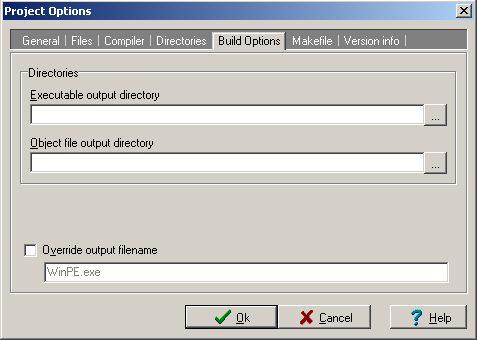 Project Options
General | Files | Compiler | Directories | Build Options | Makefile | Version info |
Directories
Executable output directory
...
Object file output directory
...
Override output filename
WinPE.exe
Ok Cancel ? Help